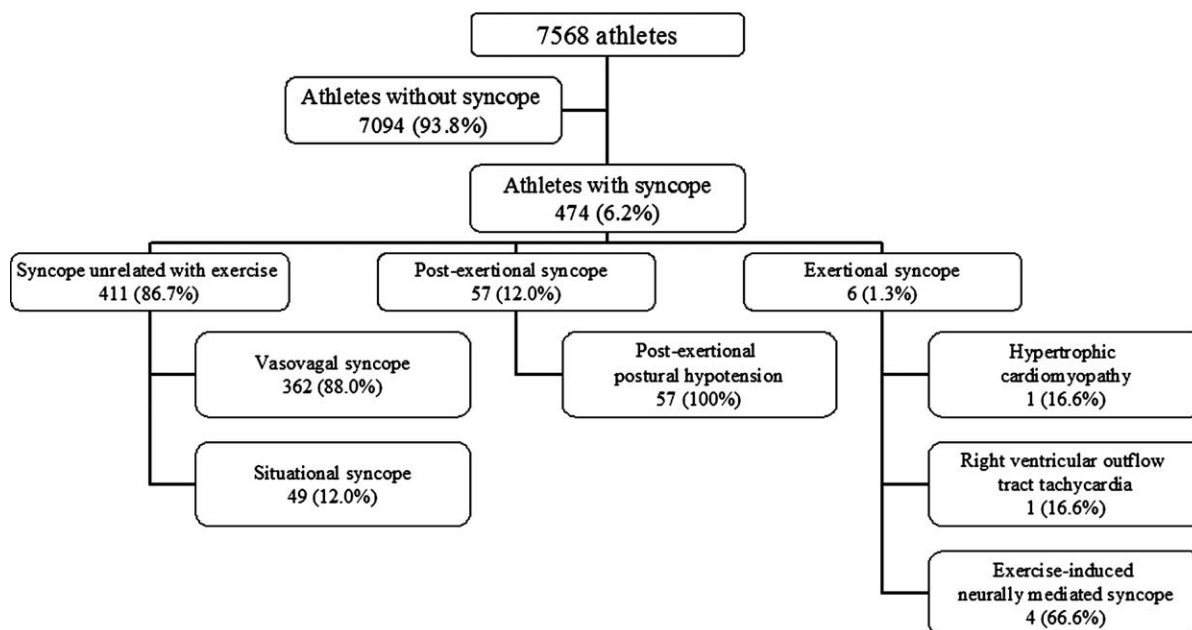 7568 athletes
Athletes without syncope
7094 (93.8%)
Athletes with syncope
474 (6.2%)
Syncope unrelated with exercise
411 (86.7%)
Post-exertional syncope
57 (12.0%)
Exertional syncope
6 (1.3%)
Vasovagal syncope
362 (88.0%)
Situational syncope
49 (12.0%)
Post-exertional
postural hypotension
57 (100%)
Hypertrophic
cardiomyopathy
1 (16.6%)
Right ventricular outflow
tract tachycardia
1 (16.6%)
Exercise-induced
neurally mediated syncope
4 (66.6%)